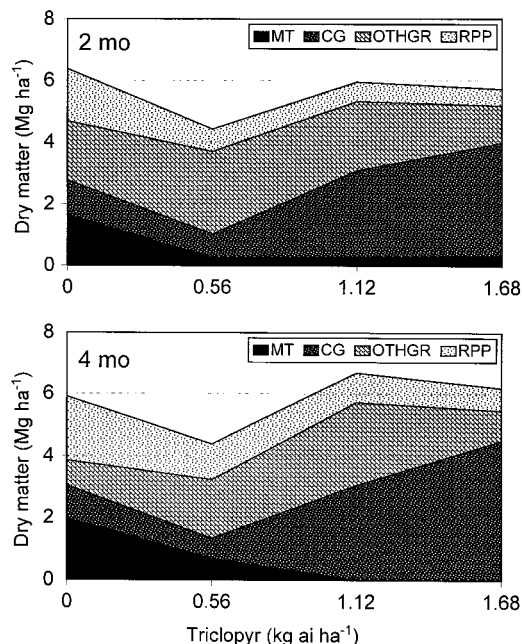 8
2 mo
MT CG OTHGR RPP
6
4
2
0
Dry matter (Mg ha⁻¹)
0 0.56 1.12 1.68
8
4 mo
MT CG OTHGR RPP
6
4
2
0
Dry matter (Mg ha⁻¹)
0 0.56 1.12 1.68
Triclopyr (kg ai ha⁻¹)